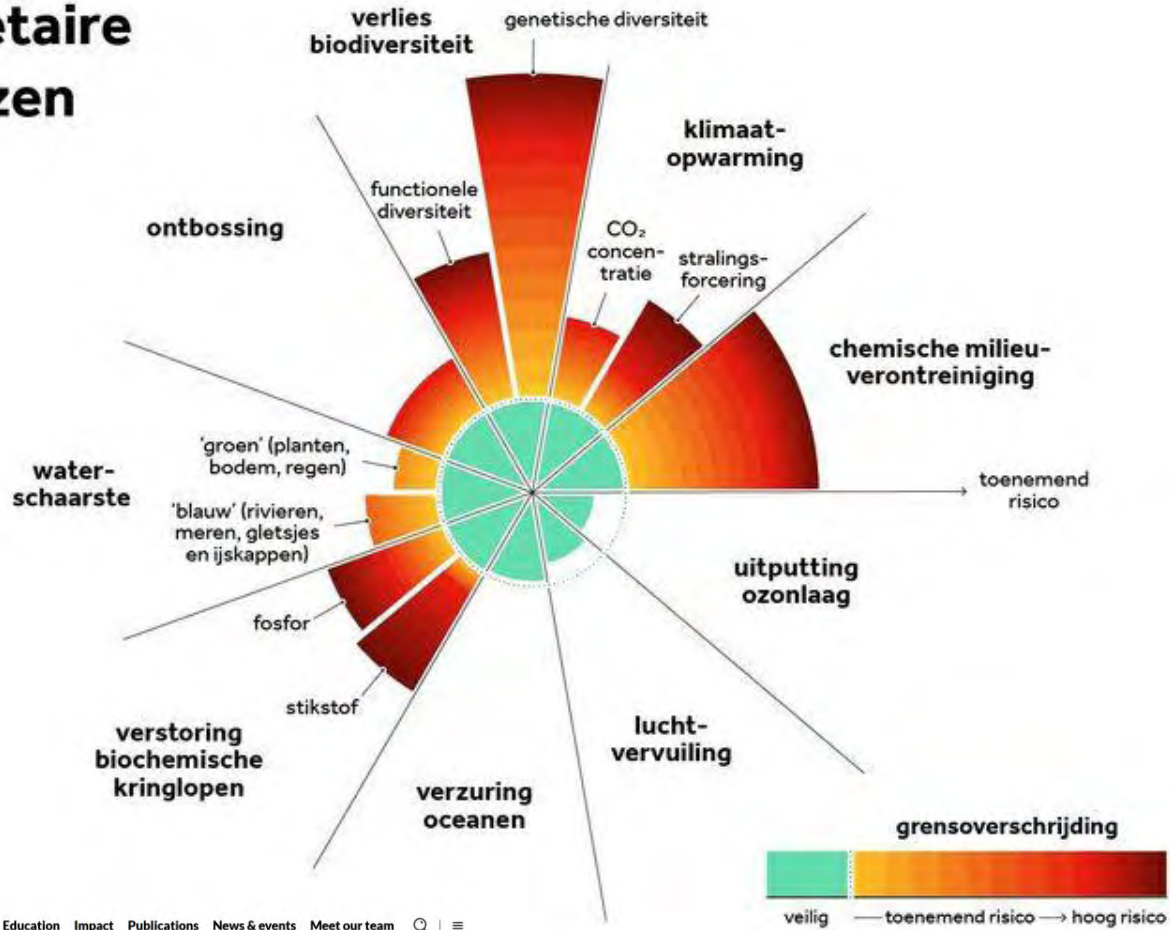 etaire
zen
verlies
biodiversiteit
genetische diversiteit
klimaat-
opwarming
functionele
diversiteit
ontbossing
CO₂
concen-
tratie
stralings-
forcering
chemische milieu-
verontreiniging
'groen' (planten,
bodem, regen)
water-
schaarste
'blauw' (rivieren,
meren, gletsjes
en ijskappen)
toenemend
risico
uitputting
ozonlaag
fosfor
stikstof
verstoring
biochemische
kringlopen
lucht-
vervuiling
verzuring
oceanen
grensoverschrijding
veilig
toenemend risico
hoog risico
Education Impact Publications News & events Meet our team